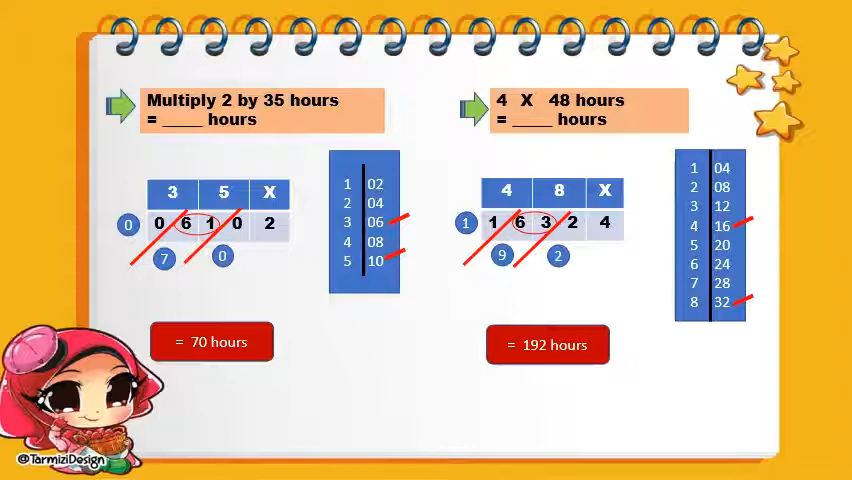 Multiply 2 by 35 hours
= ____ hours
3 5 X
0 0 6 1 0 2
7 0
1 02
2 04
3 06
4 08
5 10
= 70 hours
4 X 48 hours
= ____ hours
4 8 X
1 1 6 3 2 4
9 2
1 04
2 08
3 12
4 16
5 20
6 24
7 28
8 32
= 192 hours
@TarmiziDesign